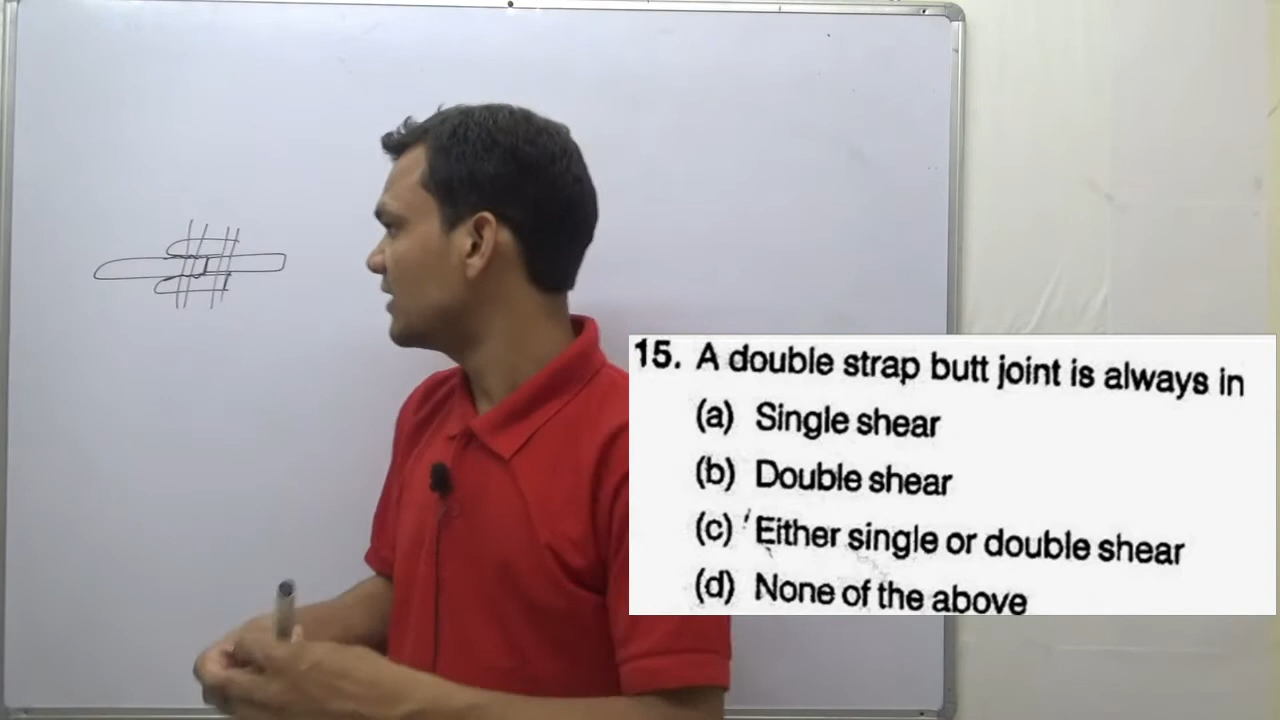 15. A double strap butt joint is always in
(a) Single shear
(b) Double shear
(c) Either single or double shear
(d) None of the above